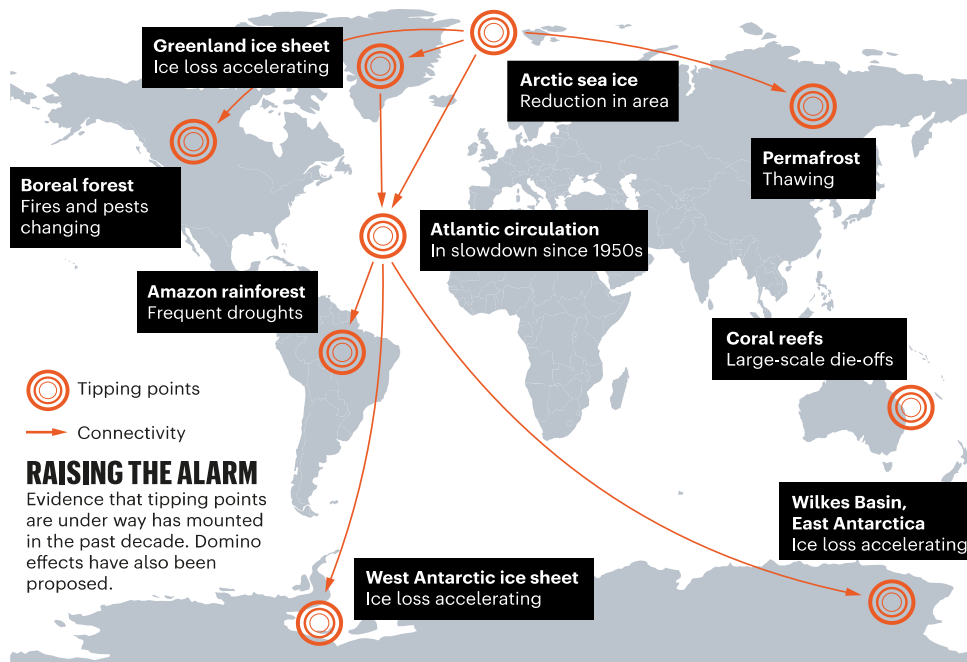 Greenland ice sheet
Ice loss accelerating
Arctic sea ice
Reduction in area
Permafrost
Thawing
Boreal forest
Fires and pests
changing
Atlantic circulation
In slowdown since 1950s
Amazon rainforest
Frequent droughts
Coral reefs
Large-scale die-offs
Tipping points
Connectivity
RAISING THE ALARM
Evidence that tipping points
are under way has mounted
in the past decade. Domino
effects have also been
proposed.
Wilkes Basin,
East Antarctica
Ice loss accelerating
West Antarctic ice sheet
Ice loss accelerating